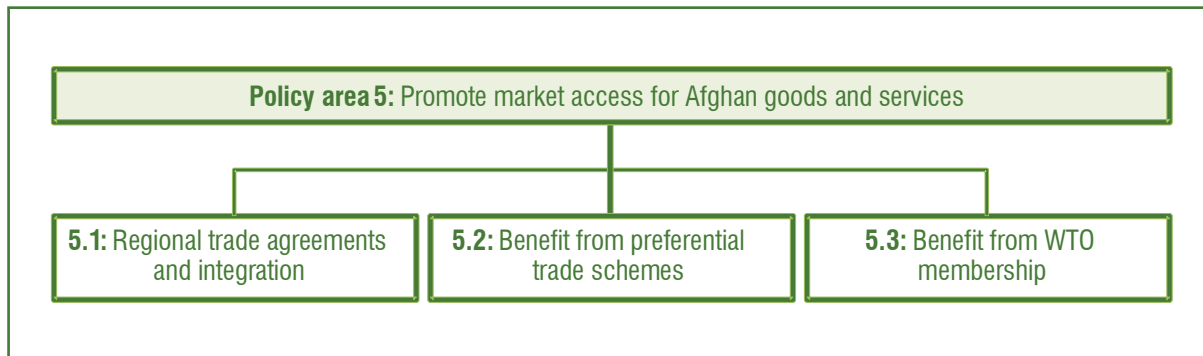 Policy area 5: Promote market access for Afghan goods and services
5.1: Regional trade agreements
and integration
5.2: Benefit from preferential
trade schemes
5.3: Benefit from WTO
membership